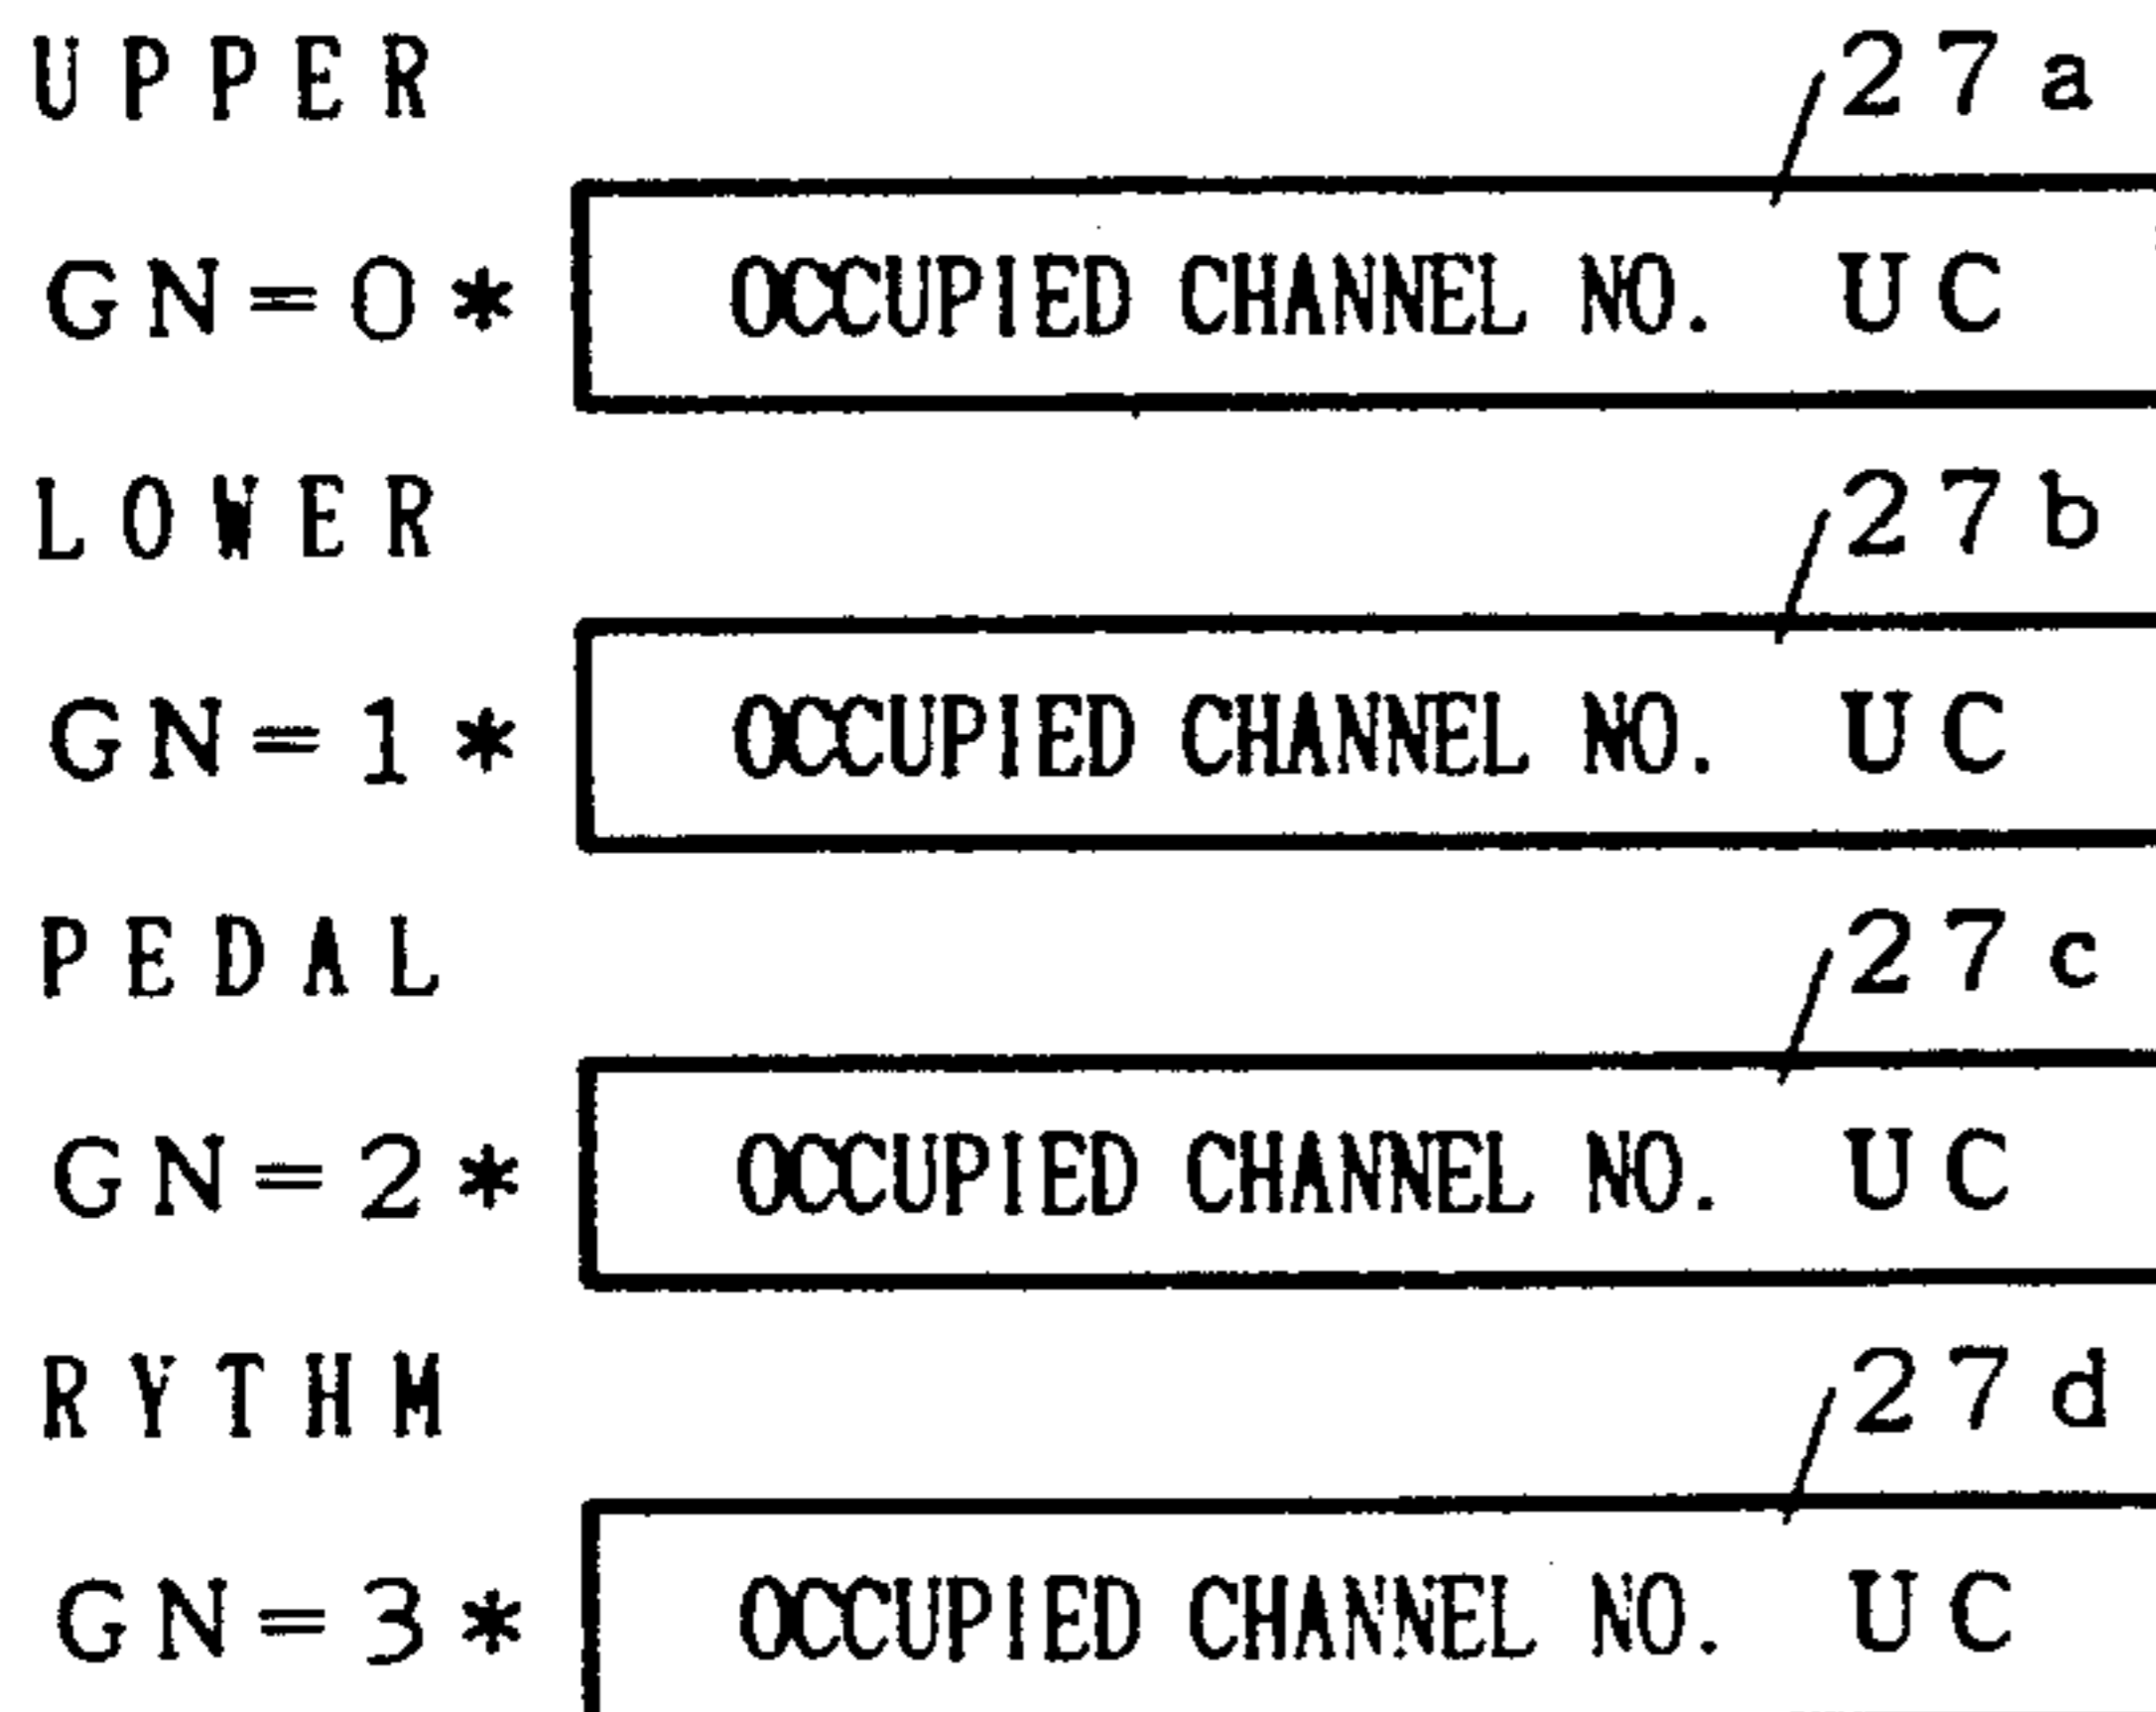 UPPER
27a
GN=0* OCCUPIED CHANNEL NO. UC
LOWER
27b
GN=1* OCCUPIED CHANNEL NO. UC
PEDAL
27c
GN=2* OCCUPIED CHANNEL NO. UC
RYTHM
27d
GN=3* OCCUPIED CHANNEL NO. UC